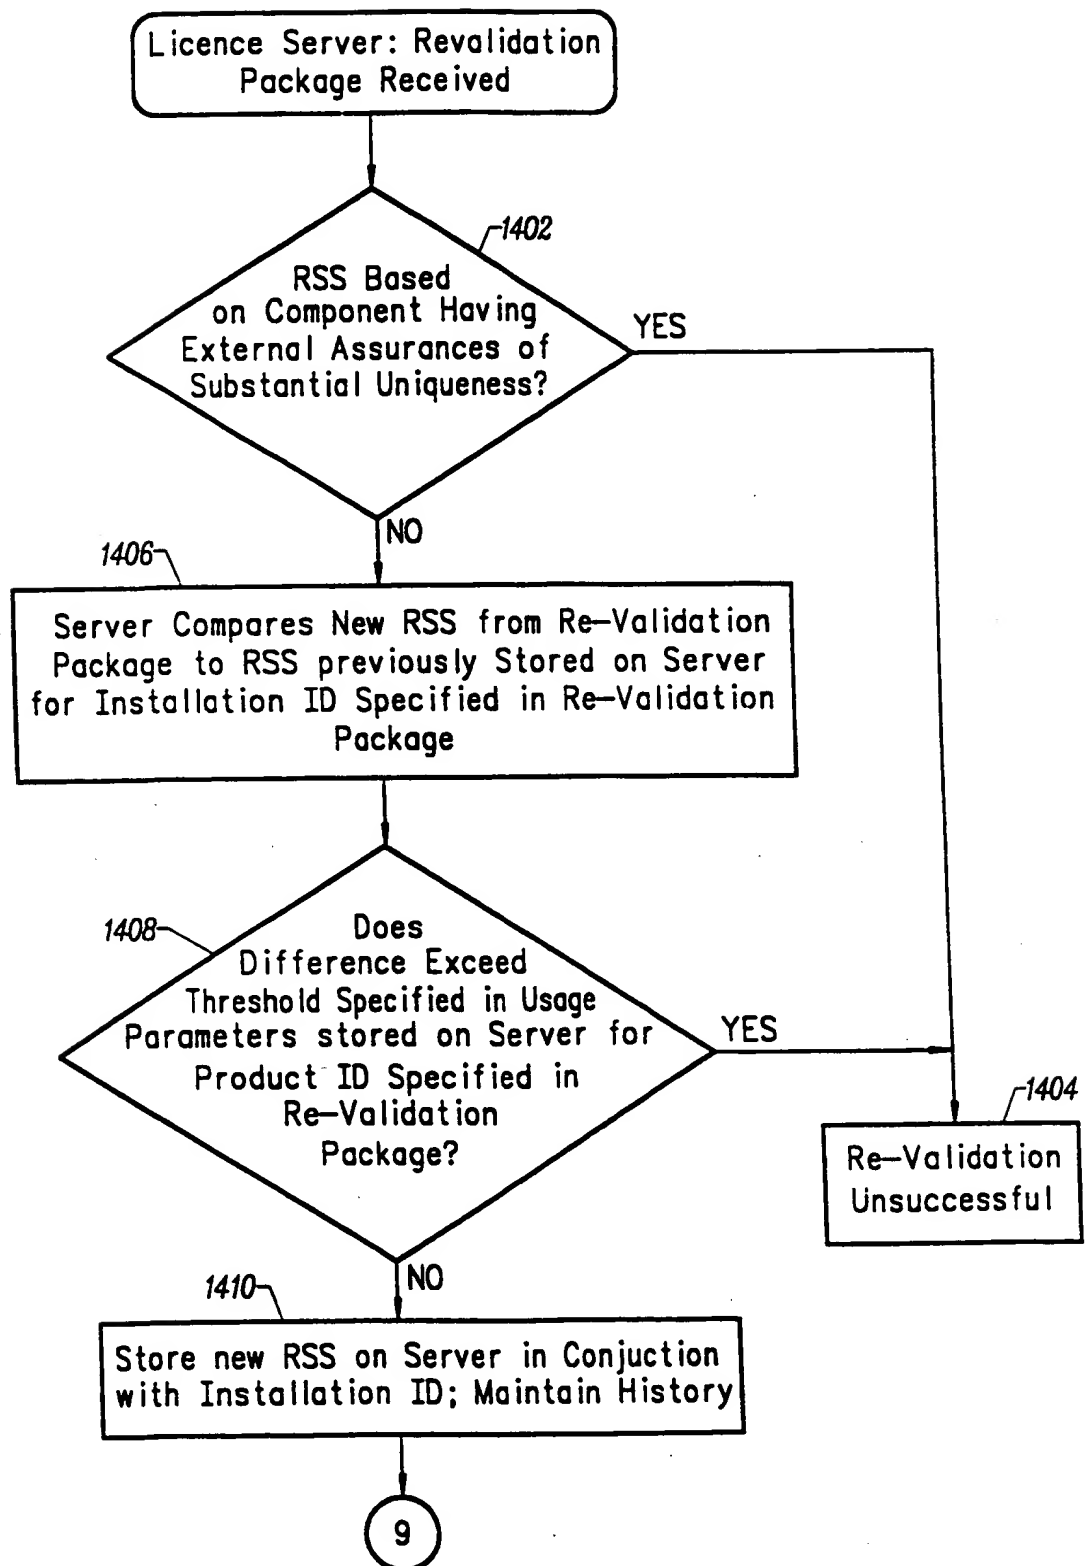 Licence Server: Revalidation
Package Received
1402
RSS Based
on Component Having
External Assurances of
Substantial Uniqueness?
YES
NO
1406
Server Compares New RSS from Re-Validation
Package to RSS previously Stored on Server
for Installation ID Specified in Re-Validation
Package
1408
Does
Difference Exceed
Threshold Specified in Usage
Parameters stored on Server for
Product ID Specified in
Re-Validation
Package?
YES
1404
Re-Validation
Unsuccessful
NO
1410
Store new RSS on Server in Conjuction
with Installation ID; Maintain History
9